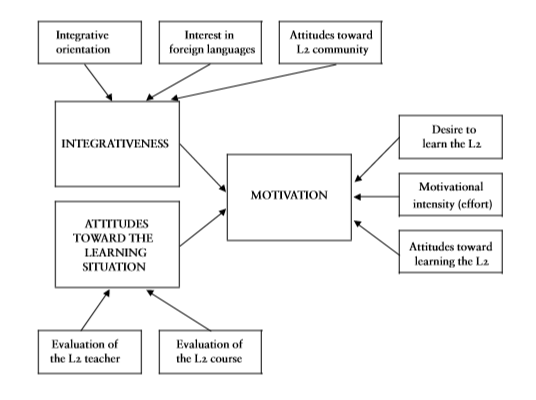 Integrative
orientation
Interest in
foreign languages
Attitudes toward
L2 community
INTEGRATIVENESS
ATTITUDES
TOWARD THE
LEARNING
SITUATION
MOTIVATION
Desire to
learn the L2
Motivational
intensity (effort)
Attitudes toward
learning the L2
Evaluation of
the L2 teacher
Evaluation of
the L2 course